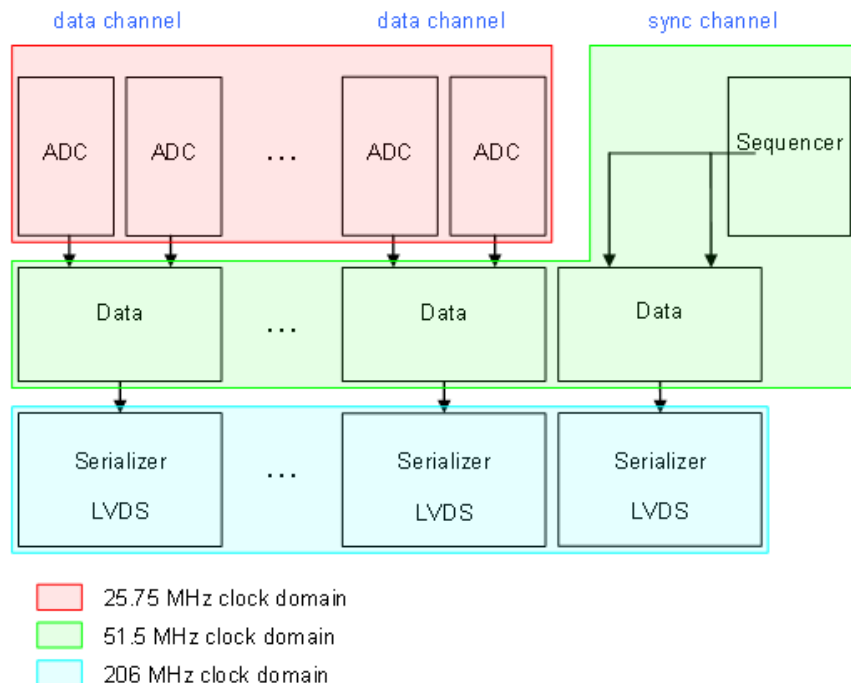 data channel
data channel
sync channel
ADC
ADC
...
ADC
ADC
Sequencer
Data
...
Data
Data
Serializer
LVDS
...
Serializer
LVDS
Serializer
LVDS
25.75 MHz clock domain
51.5 MHz clock domain
206 MHz clock domain